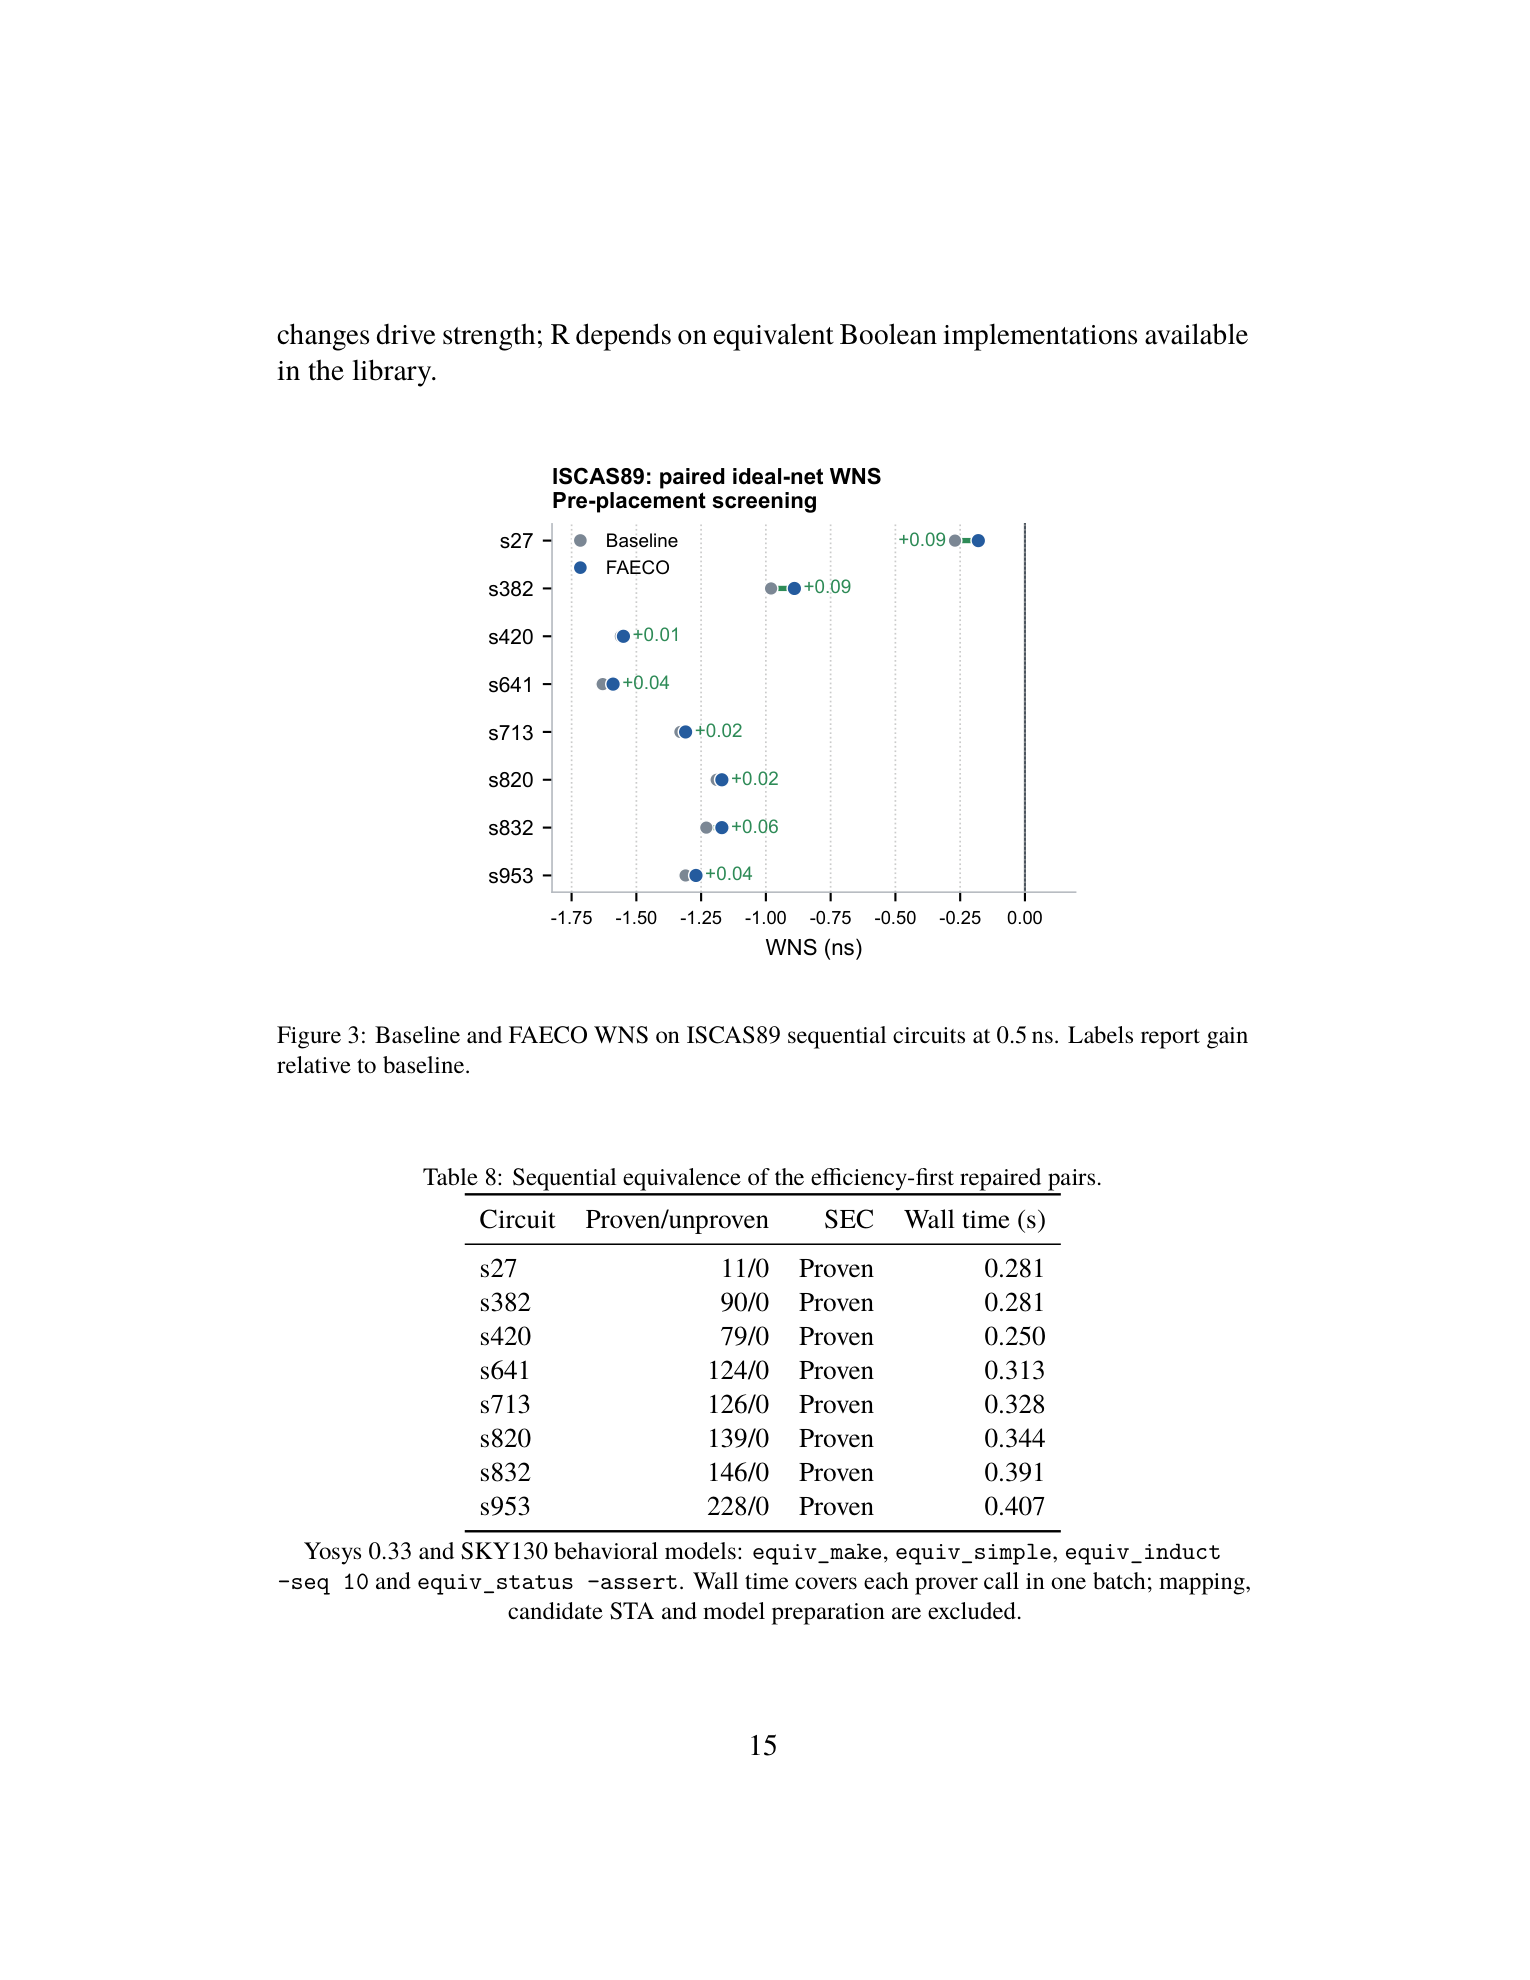 changes drive strength; R depends on equivalent Boolean implementations available
in the library.
ISCAS89: paired ideal-net WNS
Pre-placement screening
Baseline
FAECO
s27
+0.09
s382
+0.09
s420
+0.01
s641
+0.04
s713
+0.02
s820
+0.02
s832
+0.06
s953
+0.04
-1.75 -1.50 -1.25 -1.00 -0.75 -0.50 -0.25 0.00
WNS (ns)
Figure 3: Baseline and FAECO WNS on ISCAS89 sequential circuits at 0.5 ns. Labels report gain
relative to baseline.
Table 8: Sequential equivalence of the efficiency-first repaired pairs.
Circuit Proven/unproven SEC Wall time (s)
s27 11/0 Proven 0.281
s382 90/0 Proven 0.281
s420 79/0 Proven 0.250
s641 124/0 Proven 0.313
s713 126/0 Proven 0.328
s820 139/0 Proven 0.344
s832 146/0 Proven 0.391
s953 228/0 Proven 0.407
Yosys 0.33 and SKY130 behavioral models: equiv_make, equiv_simple, equiv_induct
-seq 10 and equiv_status -assert. Wall time covers each prover call in one batch; mapping,
candidate STA and model preparation are excluded.
15